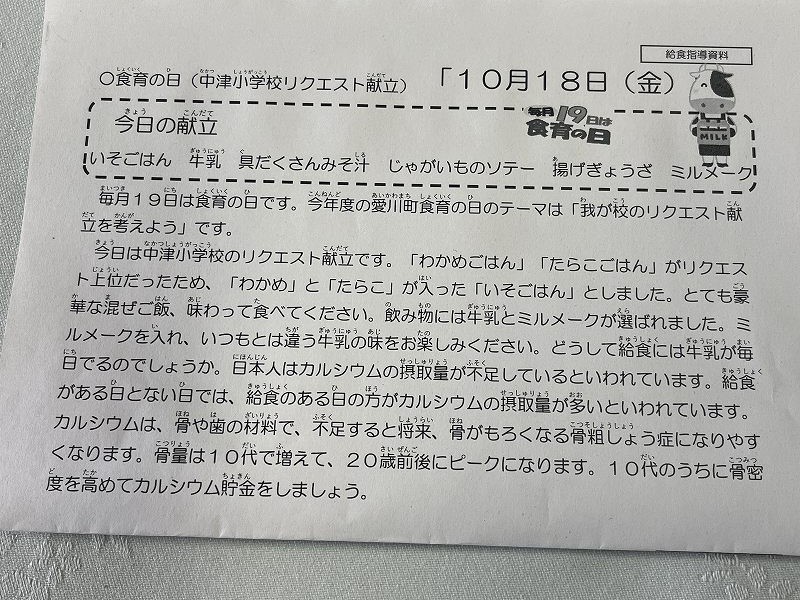 給食指導資料
○食育の日（中津小学校リクエスト献立）　「１０月１８日（金）
毎月19日は
食育の日
MILK
今日の献立
いそごはん　牛乳　具だくさんみそ汁　じゃがいものソテー　揚げぎょうざ　ミルメーク
毎月１９日は食育の日です。今年度の愛川町食育の日のテーマは「我が校のリクエスト献
立を考えよう」です。
今日は中津小学校のリクエスト献立です。「わかめごはん」「たらこごはん」がリクエス
ト上位だったため、「わかめ」と「たらこ」が入った「いそごはん」としました。とても豪
華な混ぜご飯、味わって食べてください。飲み物には牛乳とミルメークが選ばれました。ミ
ルメークを入れ、いつもとは違う牛乳の味をお楽しみください。どうして給食には牛乳が毎
日でるのでしょうか。日本人はカルシウムの摂取量が不足しているといわれています。給食
がある日とない日では、給食のある日の方がカルシウムの摂取量が多いといわれています。
カルシウムは、骨や歯の材料で、不足すると将来、骨がもろくなる骨粗しょう症になりやす
くなります。骨量は１０代で増えて、２０歳前後にピークになります。１０代のうちに骨密
度を高めてカルシウム貯金をしましょう。